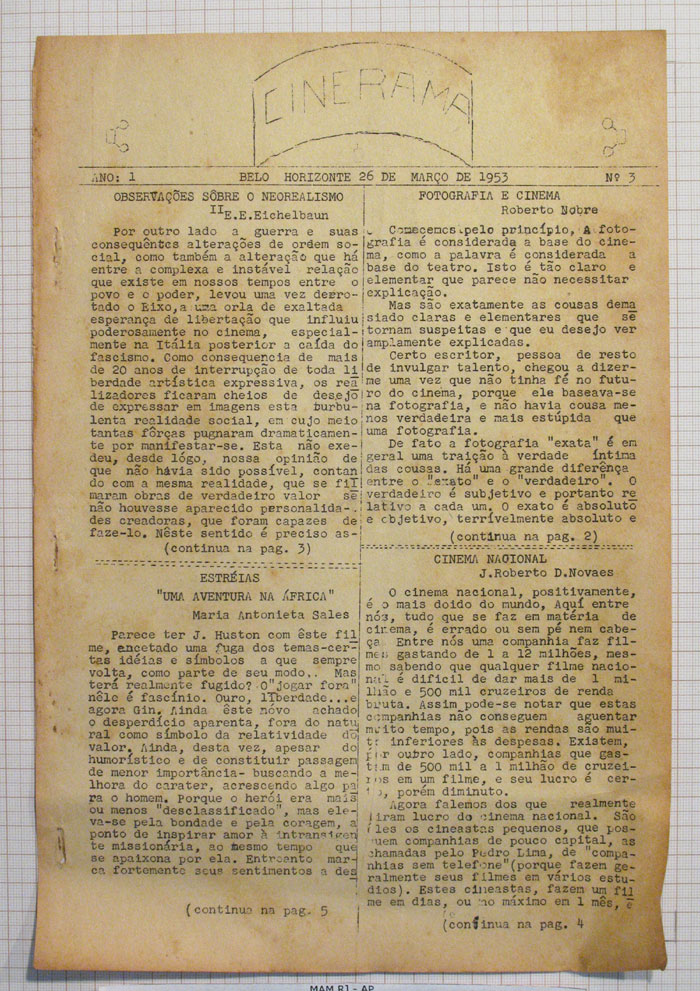 CINERAMA
ANO: 1 BELO HORIZONTE 26 DE MARÇO DE 1953 Nº 3
OBSERVAÇÕES SÔBRE O NEOREALISMO
II E.E.Eichelbaun
Por outro lado a guerra e suas
consequêntcs alterações de ordem so-
cial, como também a alteração que há
entre a complexa e instável relação
que existe em nossos tempos entre o
povo e o poder, levou uma vez derro-
tado o Eixo,a uma orla de exaltada
esperança de libertação que influiu
poderosamente no cinema, especial-
mente na Itália posterior a caída do
fascismo. Como consequencia de mais
de 20 anos de interrupção de toda li
berdade artística expressiva, os rea
lizadores ficaram cheios de desejo
de expressar em imagens esta turbu-
lenta realidade social, em cujo meio
tantas fôrças pugnaram dramaticamen-
te por manifestar-se. Esta não exe-
deu, desde lógo, nossa opinião de
que não hávia sido possível, contan
do com a mesma realidade, que se fil
maram obras de verdadeiro valor se
não houvesse aparecido personalida-
des creadoras, que foram capazes de
faze-lo. Nêste sentido é preciso as-
(continua na pag. 3)
ESTRÉIAS
"UMA AVENTURA NA ÁFRICA"
Maria Antonieta Sales
Parece ter J. Huston com êste fil
me, encetado uma fuga dos temas-cer-
tas idéias e símbolos a que sempre
volta, como parte de seu modo.. Mas
terá realmente fugido? O"jogar fora"
nêle é fascínio. Ouro, liberdade...e
agora Gin. Ainda êste nôvo achado
o desperdício aparenta, fora do natu
ral como símbolo da relatividade do
valor. Ainda, desta vez, apesar do
humorístico e de constituir passagem
de menor importância- buscando a me-
lhora do carater, acrescendo algo pa
ra o homem. Porque o herói era mais
ou menos "desclassificado", mas ele-
va-se pela bondade e pela coragem, a
ponto de inspirar amor à intransigen
te missionária, ao mesmo tempo que
se apaixona por ela. Entrcanto mar-
ca fortemente seus sentimentos a des
(continua na pag. 5
FOTOGRAFIA E CINEMA
Roberto Nobre
Comecemos pelo princípio, A foto-
grafia é considerada a base do cine-
ma, como a palavra é considerada a
base do teatro. Isto é tão claro e
elementar que parece não necessitar
explicação.
Mas são exatamente as cousas dema
siado claras e elementares que se
tornam suspeitas e que eu desejo ver
amplamente explicadas.
Certo escritor, pessoa de resto
de invulgar talento, chegou a dizer-
me uma vez que não tinha fé no futu-
ro do cinema, porque ele baseava-se
na fotografia, e não havia cousa me-
nos verdadeira e mais estúpida que
uma fotografia.
De fato a fotografia "exata" é em
geral uma traição à verdade íntima
das cousas. Há uma grande diferênça
entre o "exato" e o "verdadeiro". O
verdadeiro é subjetivo e portanto re
lativo a cada um. O exato é absoluto
e objetivo, terrívelmente absoluto e
(continua na pag. 2)
CINEMA NACIONAL
J.Roberto D.Novaes
O cinema nacional, positivamente,
é o mais doido do mundo, Aquí entre
nós, tudo que se faz em matéria de
cinema, é errado ou sem pé nem cabe-
ça. Entre nós uma companhia faz fil-
mes gastando de 1 a 12 milhões, mes-
mo sabendo que qualquer filme nacio-
nal é dificil de dar mais de 1 mi-
lhão e 500 mil cruzeiros de renda
bruta. Assim pode-se notar que estas
companhias não conseguem aguentar
muito tempo, pois as rendas são mui-
to inferiores às despesas. Existem,
por outro lado, companhias que gas-
tam de 500 mil a 1 milhão de cruzei-
ros em um filme, e seu lucro é cer-
to, porém diminuto.
Agora falemos dos que realmente
tiram lucro do cinema nacional. São
êles os cineastas pequenos, que pos-
suem companhias de pouco capital, as
chamadas pelo Pedro Lima, de "compa-
nhias sem telefone"(porque fazem ge-
ralmente seus filmes em vários estu-
dios). Estes cineastas, fazem um fil
me em dias, ou no máximo em 1 mês, e
(continua na pag. 4
MAM RJ - AP